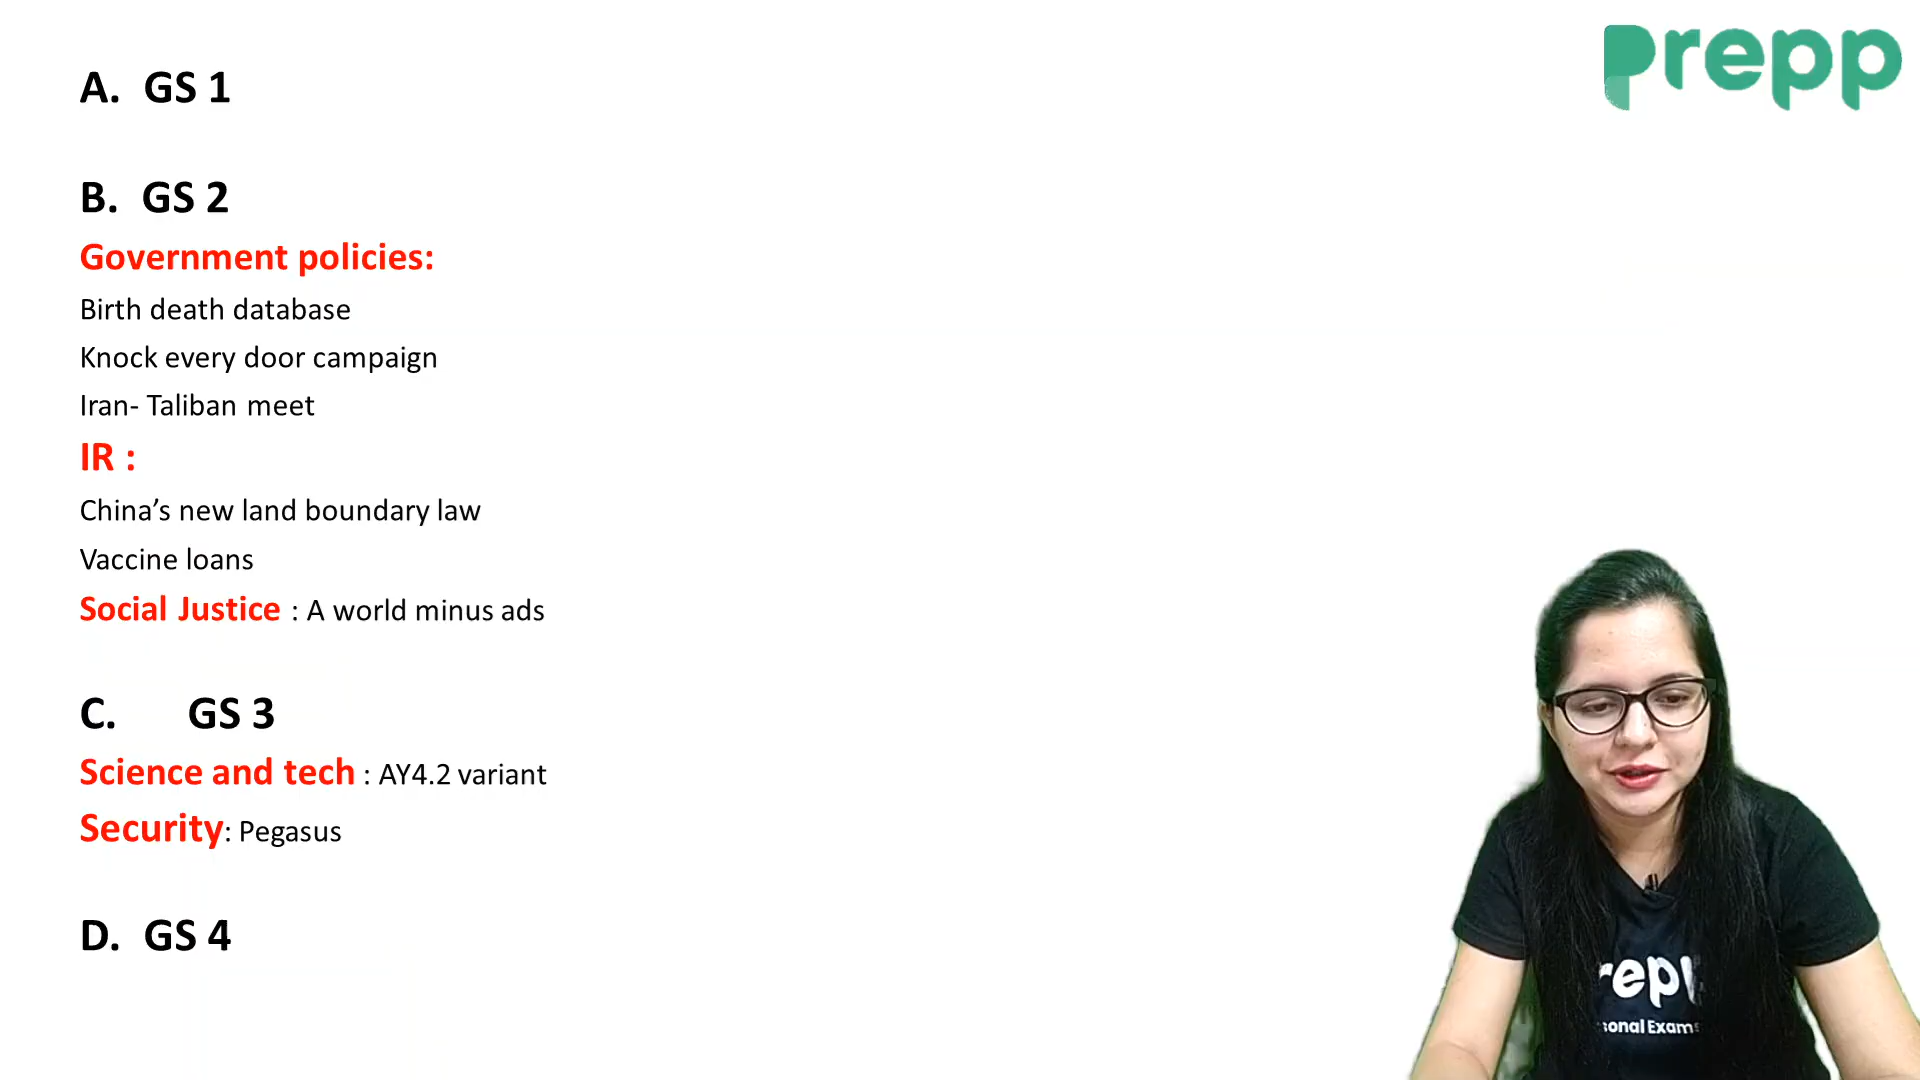 prepp
A. GS 1
B. GS 2
Government policies:
Birth death database
Knock every door campaign
Iran- Taliban meet
IR :
China’s new land boundary law
Vaccine loans
Social Justice : A world minus ads
C. GS 3
Science and tech : AY4.2 variant
Security: Pegasus
D. GS 4